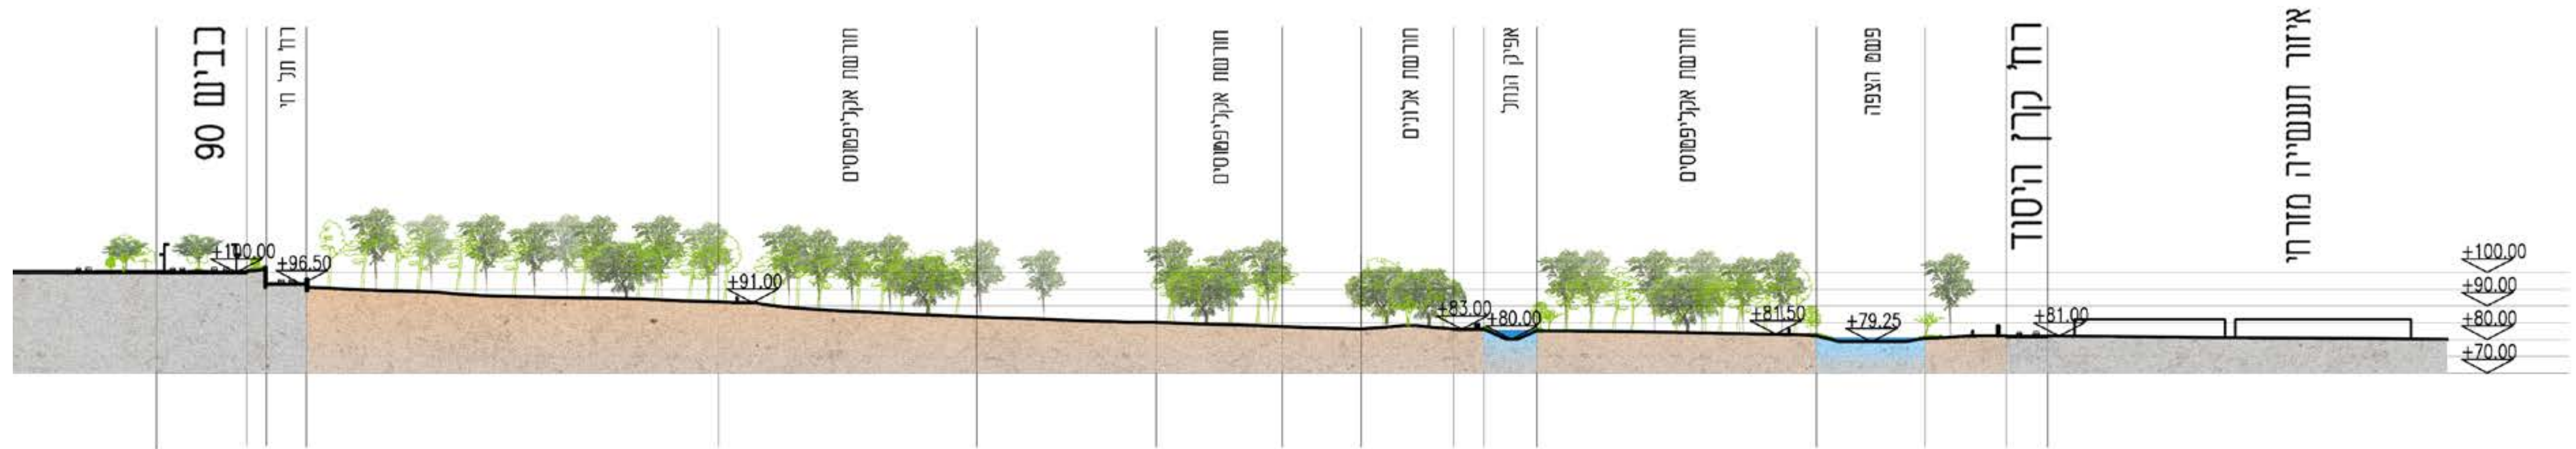 כביש 90
רח' תל חי
חורשת אקליפטוסים
חורשת אקליפטוסים
חורשת אלונים
אפיק הנחל
חורשת אקליפטוסים
פסס הצפה
רח' קרן היסוד
איזור תעשייה מזרחי
+100.00
+96.50
+91.00
+83.00
+80.00
+81.50
+79.25
+81.00
+100.00
+90.00
+80.00
+70.00